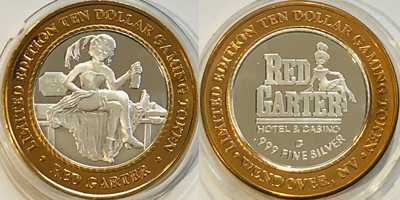 LIMITED EDITION TEN DOLLAR GAMING TOKEN
• RED GARTER •
LIMITED EDITION TEN DOLLAR GAMING TOKEN
RED
GARTER
HOTEL & CASINO
G
.999 FINE SILVER
• WENDOVER, NV •